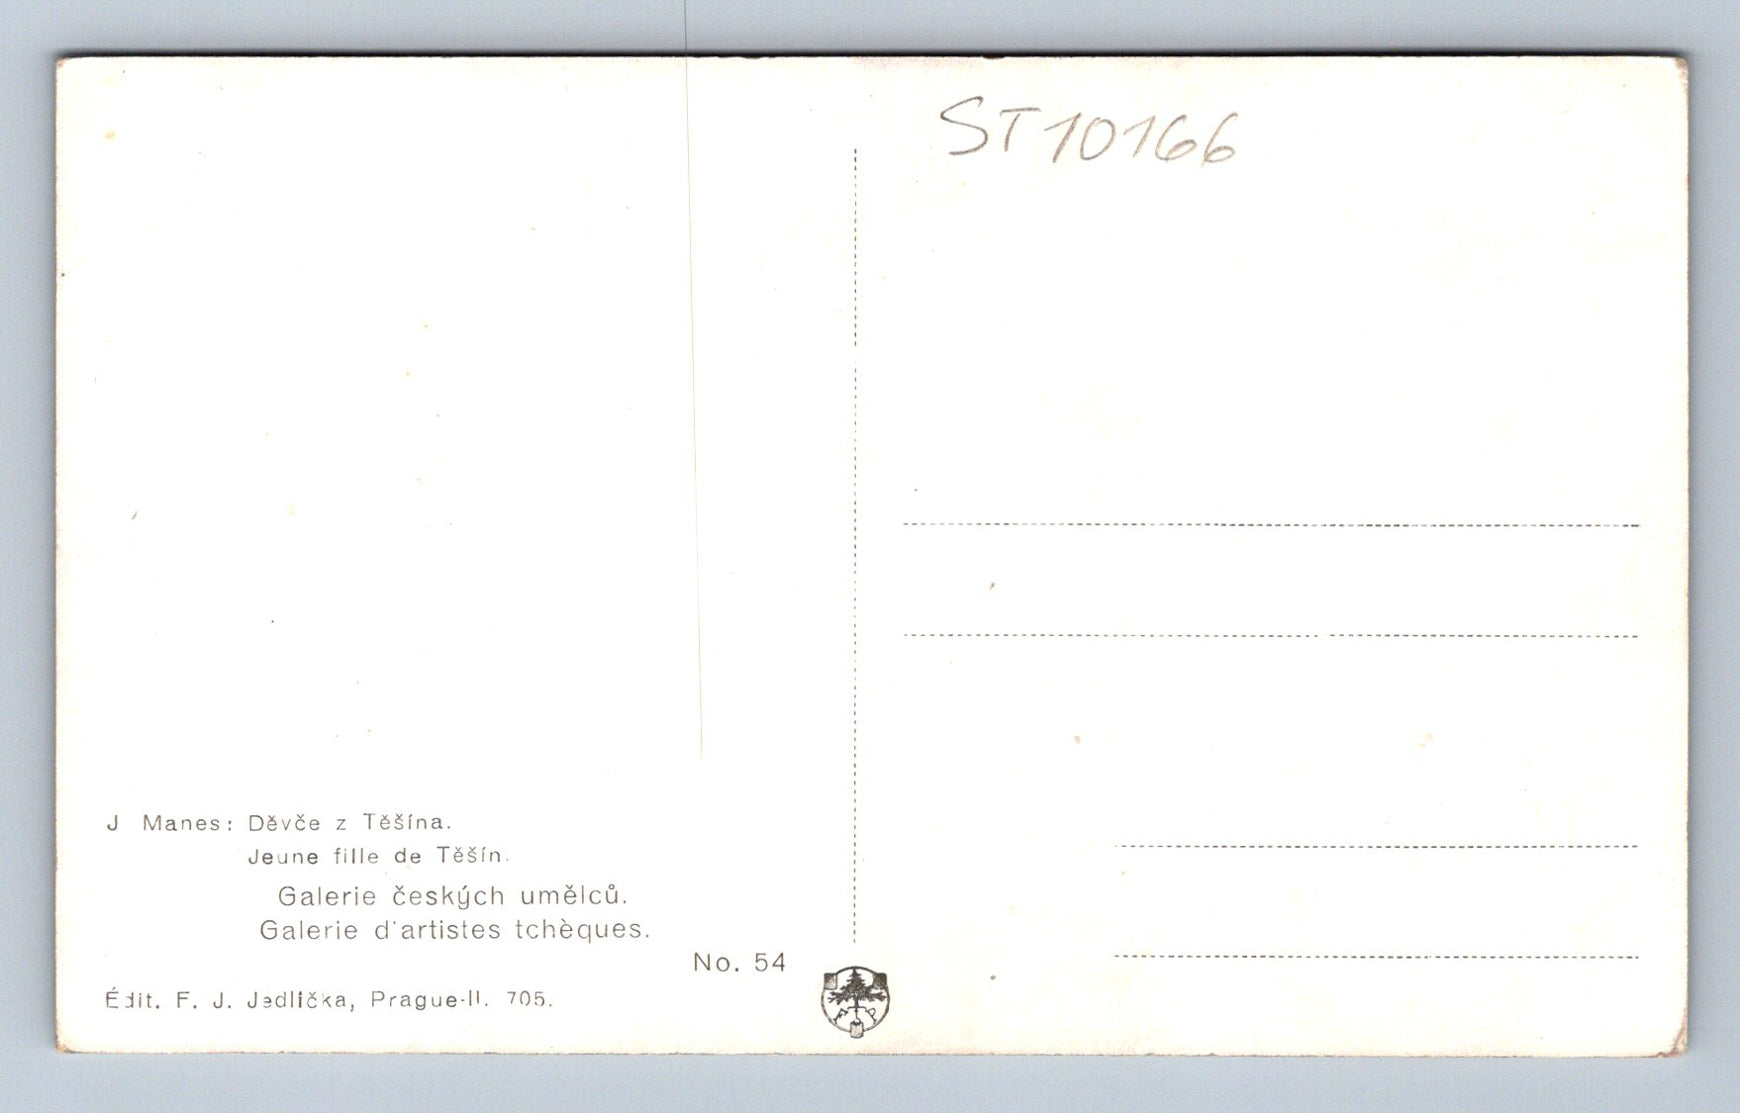 ST10166
J Manes: Děvče z Těšína.
Jeune fille de Těšín.
Galerie českých umělců.
Galerie d'artistes tchèques.
No. 54
Édit. F. J. Jedlička, Prague-II. 705.
F P